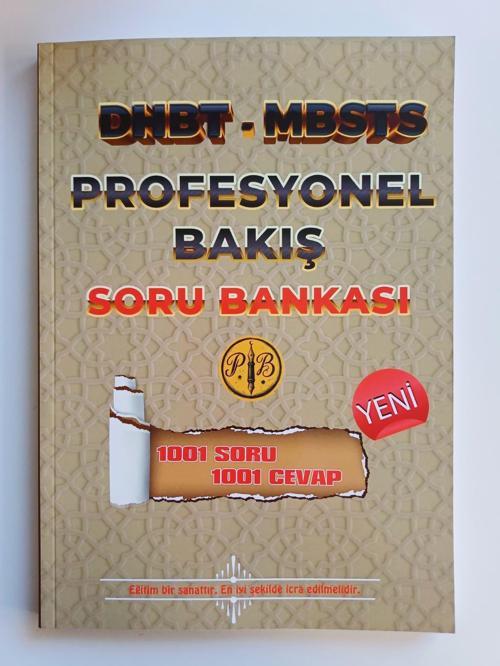 DHBT - MBSTS
PROFESYONEL
BAKIŞ
SORU BANKASI
P B
YENİ
1001 SORU
1001 CEVAP
Eğitim bir sanattır. En iyi şekilde icra edilmelidir.